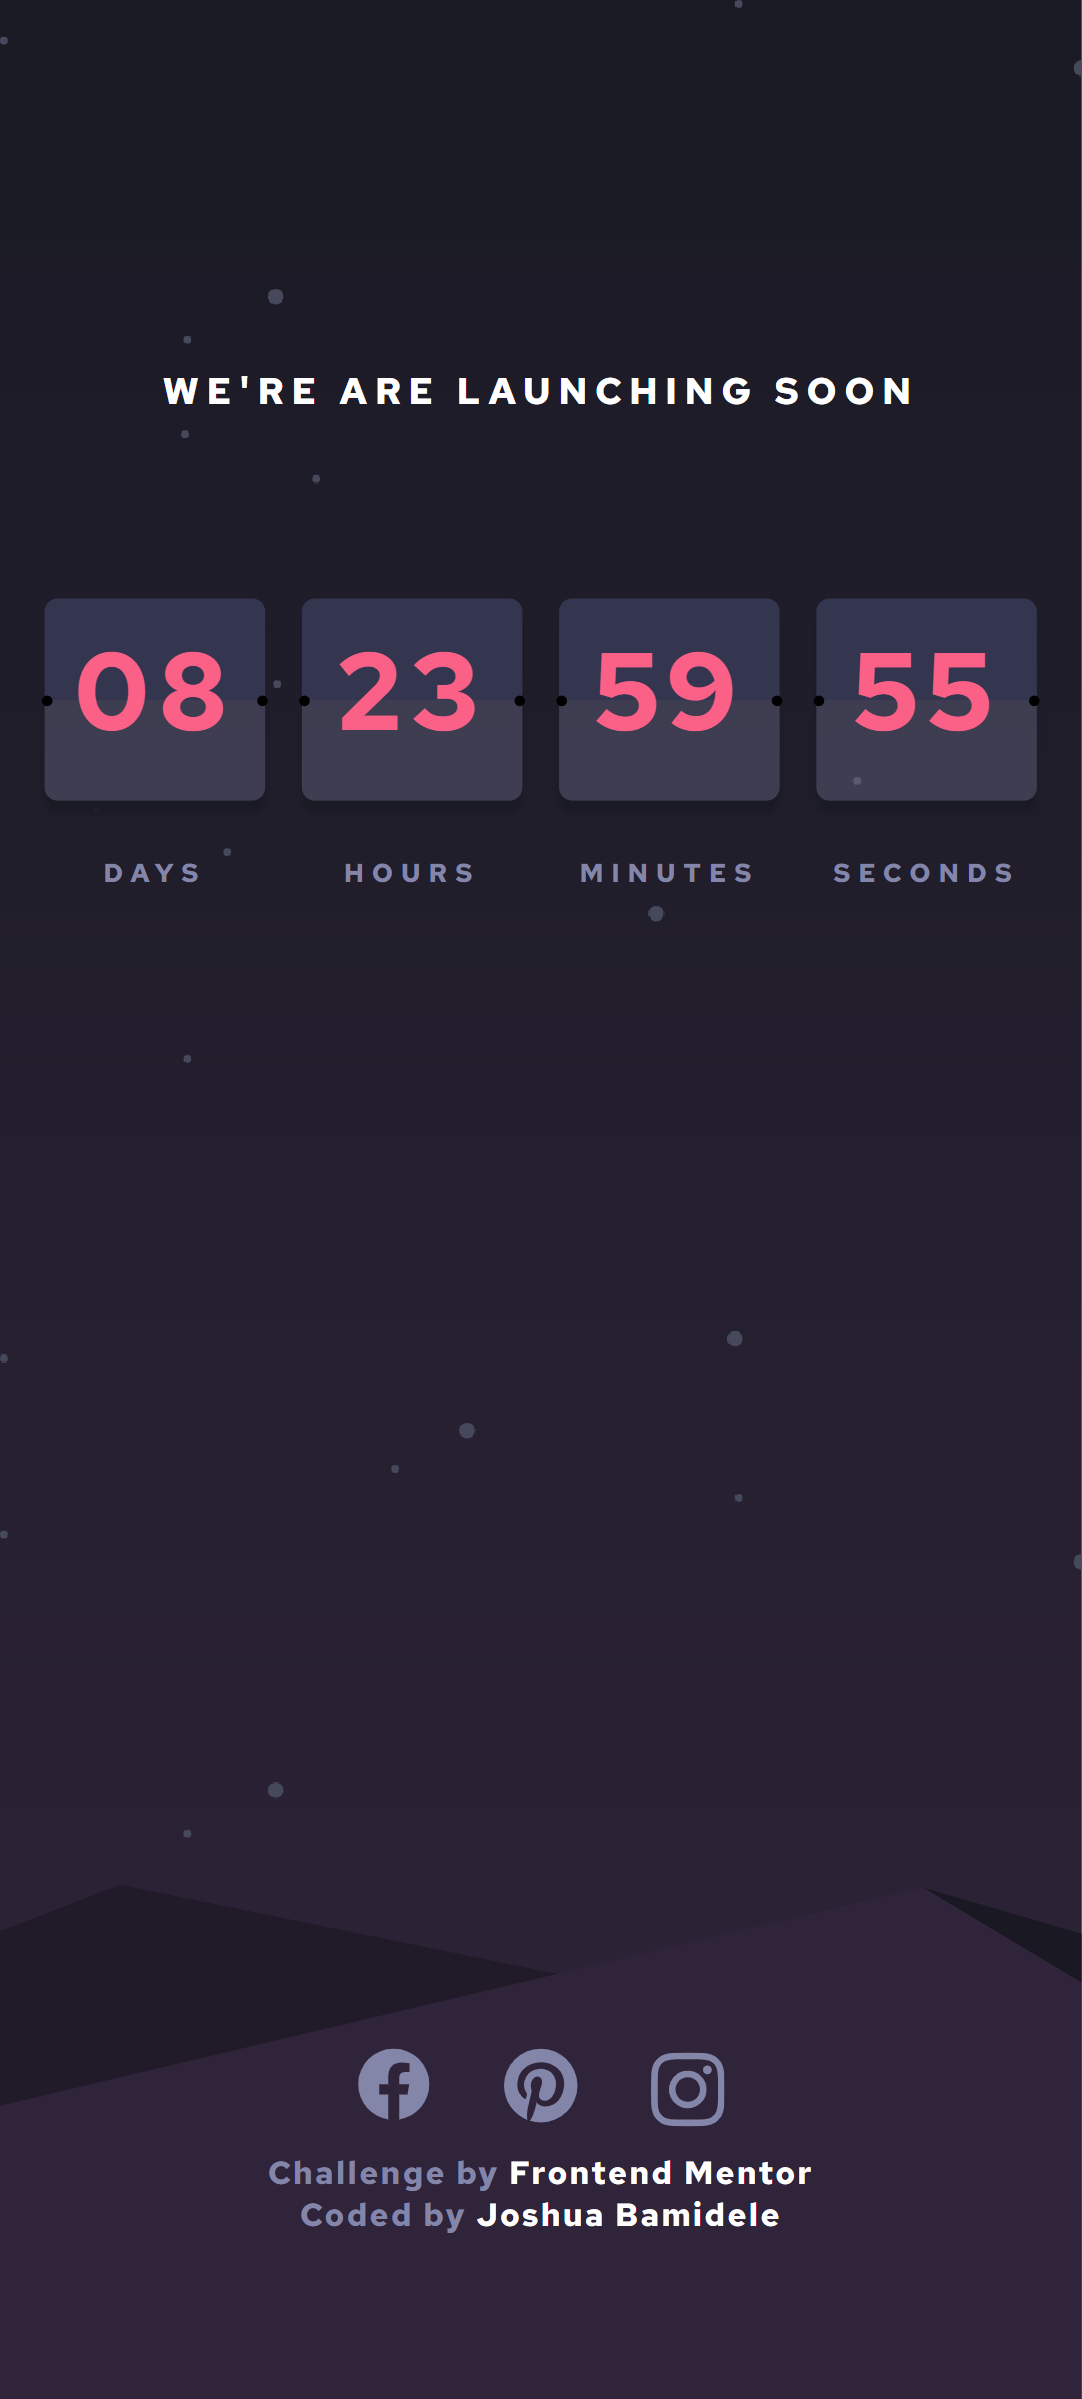 WE'RE ARE LAUNCHING SOON
08 23 59 55
DAYS HOURS MINUTES SECONDS
Challenge by Frontend Mentor
Coded by Joshua Bamidele